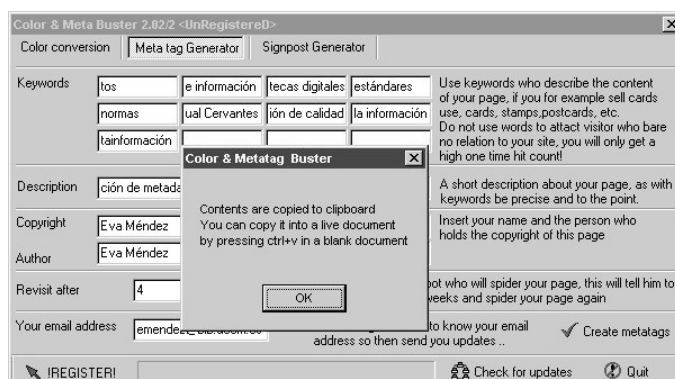 Color & Meta Buster 2.02/2 <UnRegistereD>
Color conversion Meta tag Generator Signpost Generator
Keywords tos e información tecas digitales estándares
normas ual Cervantes ión de calidad la información
tainformación
Use keywords who describe the content
of your page, if you for example sell cards
use, cards, stamps,postcards, etc.
Do not use words to attact visitor who bare
no relation to your site, you will only get a
high one time hit count!
Color & Metatag Buster
Contents are copied to clipboard
You can copy it into a live document
by pressing ctrl+v in a blank document
OK
Description ción de metada
A short description about your page, as with
keywords be precise and to the point.
Copyright Eva Méndez
Insert your name and the person who
holds the copyright of this page
Author Eva Méndez
Revisit after 4
ot who will spider your page, this will tell him to
weeks and spider your page again
Your email address
to know your email
address so then send you updates ..
Create metatags
!REGISTER! Check for updates Quit